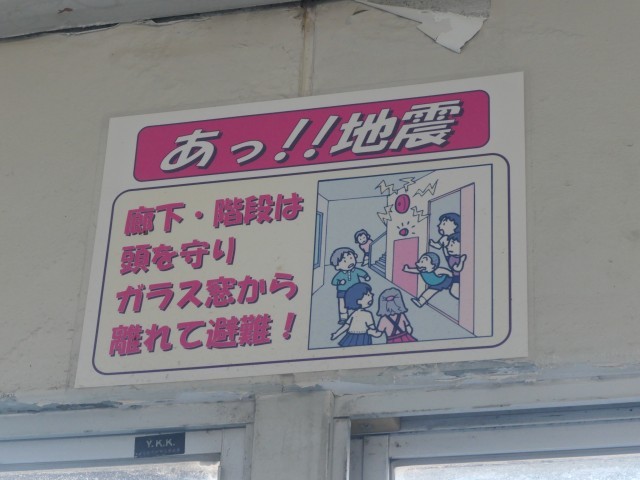 あっ!!地震
廊下・階段は
頭を守り
ガラス窓から
離れて避難！
Y.K.K.